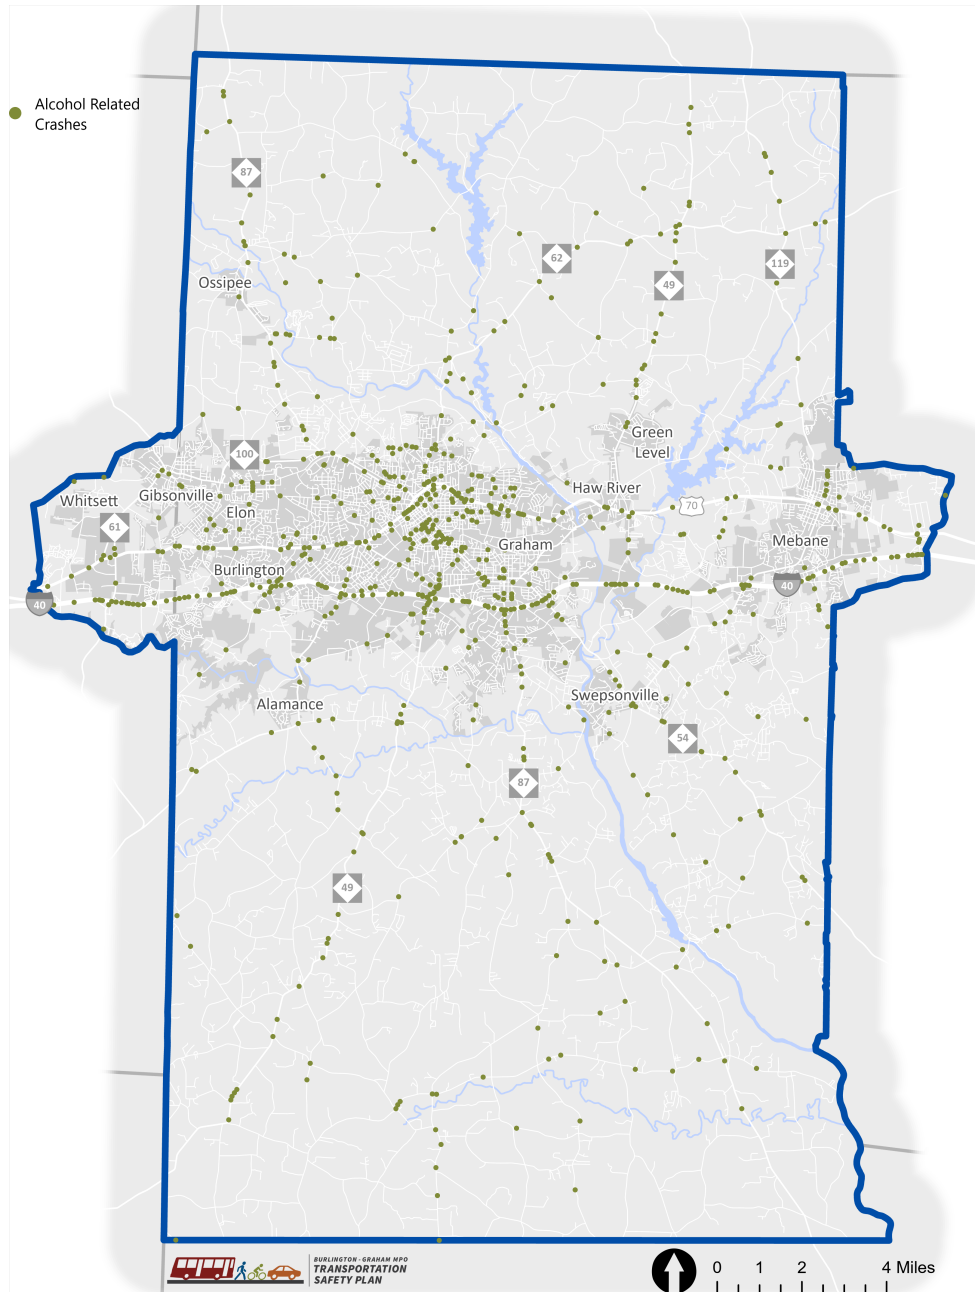 Alcohol Related
Crashes
87
62
119
49
Ossipee
Green
Level
100
Whitsett
Gibsonville
Haw River
70
61
Elon
Graham
Mebane
Burlington
40
40
Swepsonville
Alamance
54
87
49
BURLINGTON - GRAHAM MPO
TRANSPORTATION
SAFETY PLAN
0 1 2 4 Miles